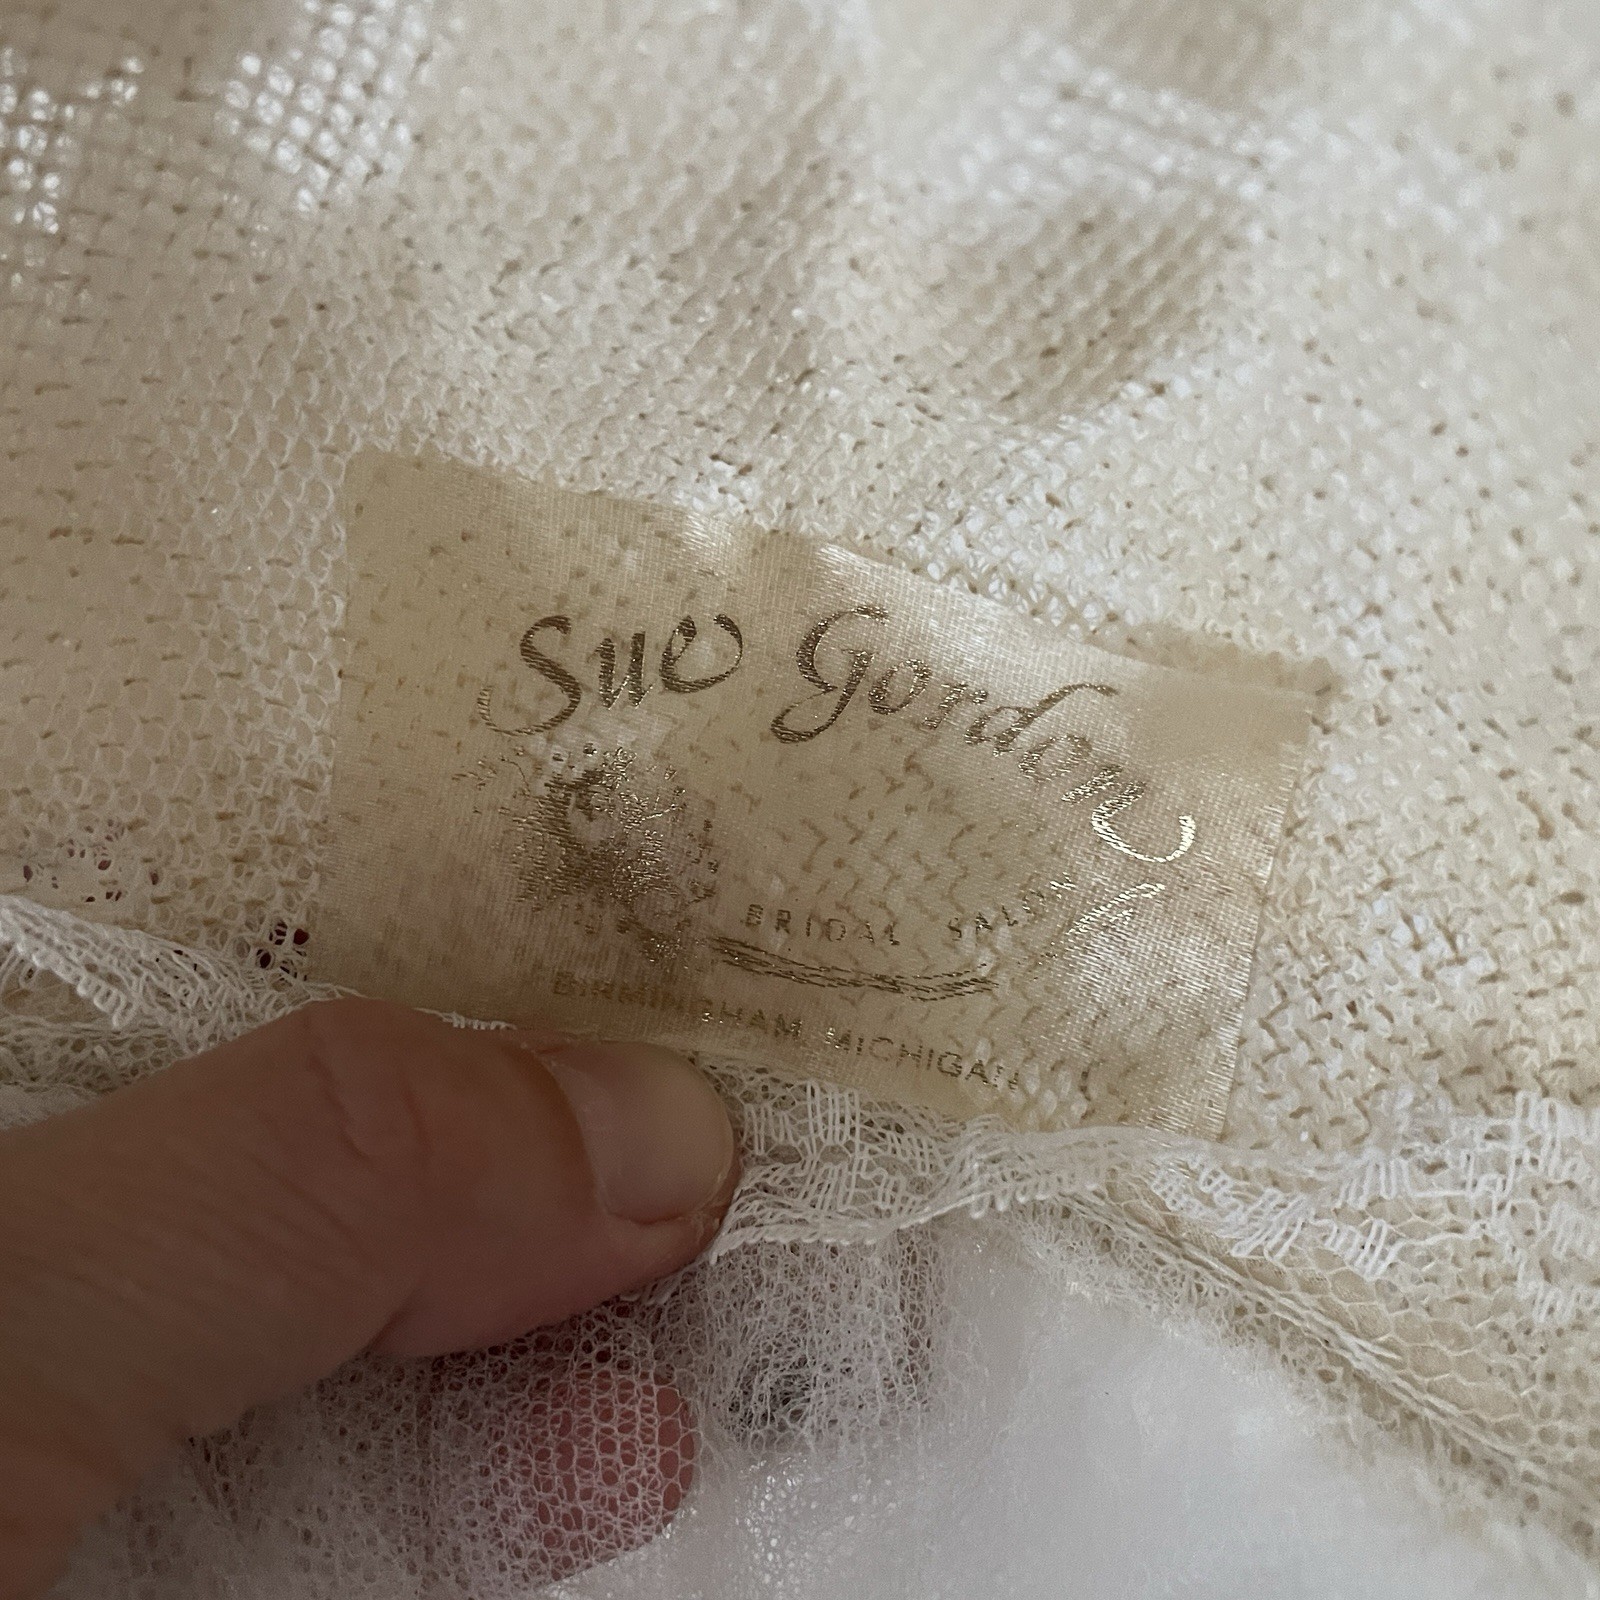 Sue Gordon
BRIDAL SALON
BIRMINGHAM MICHIGAN